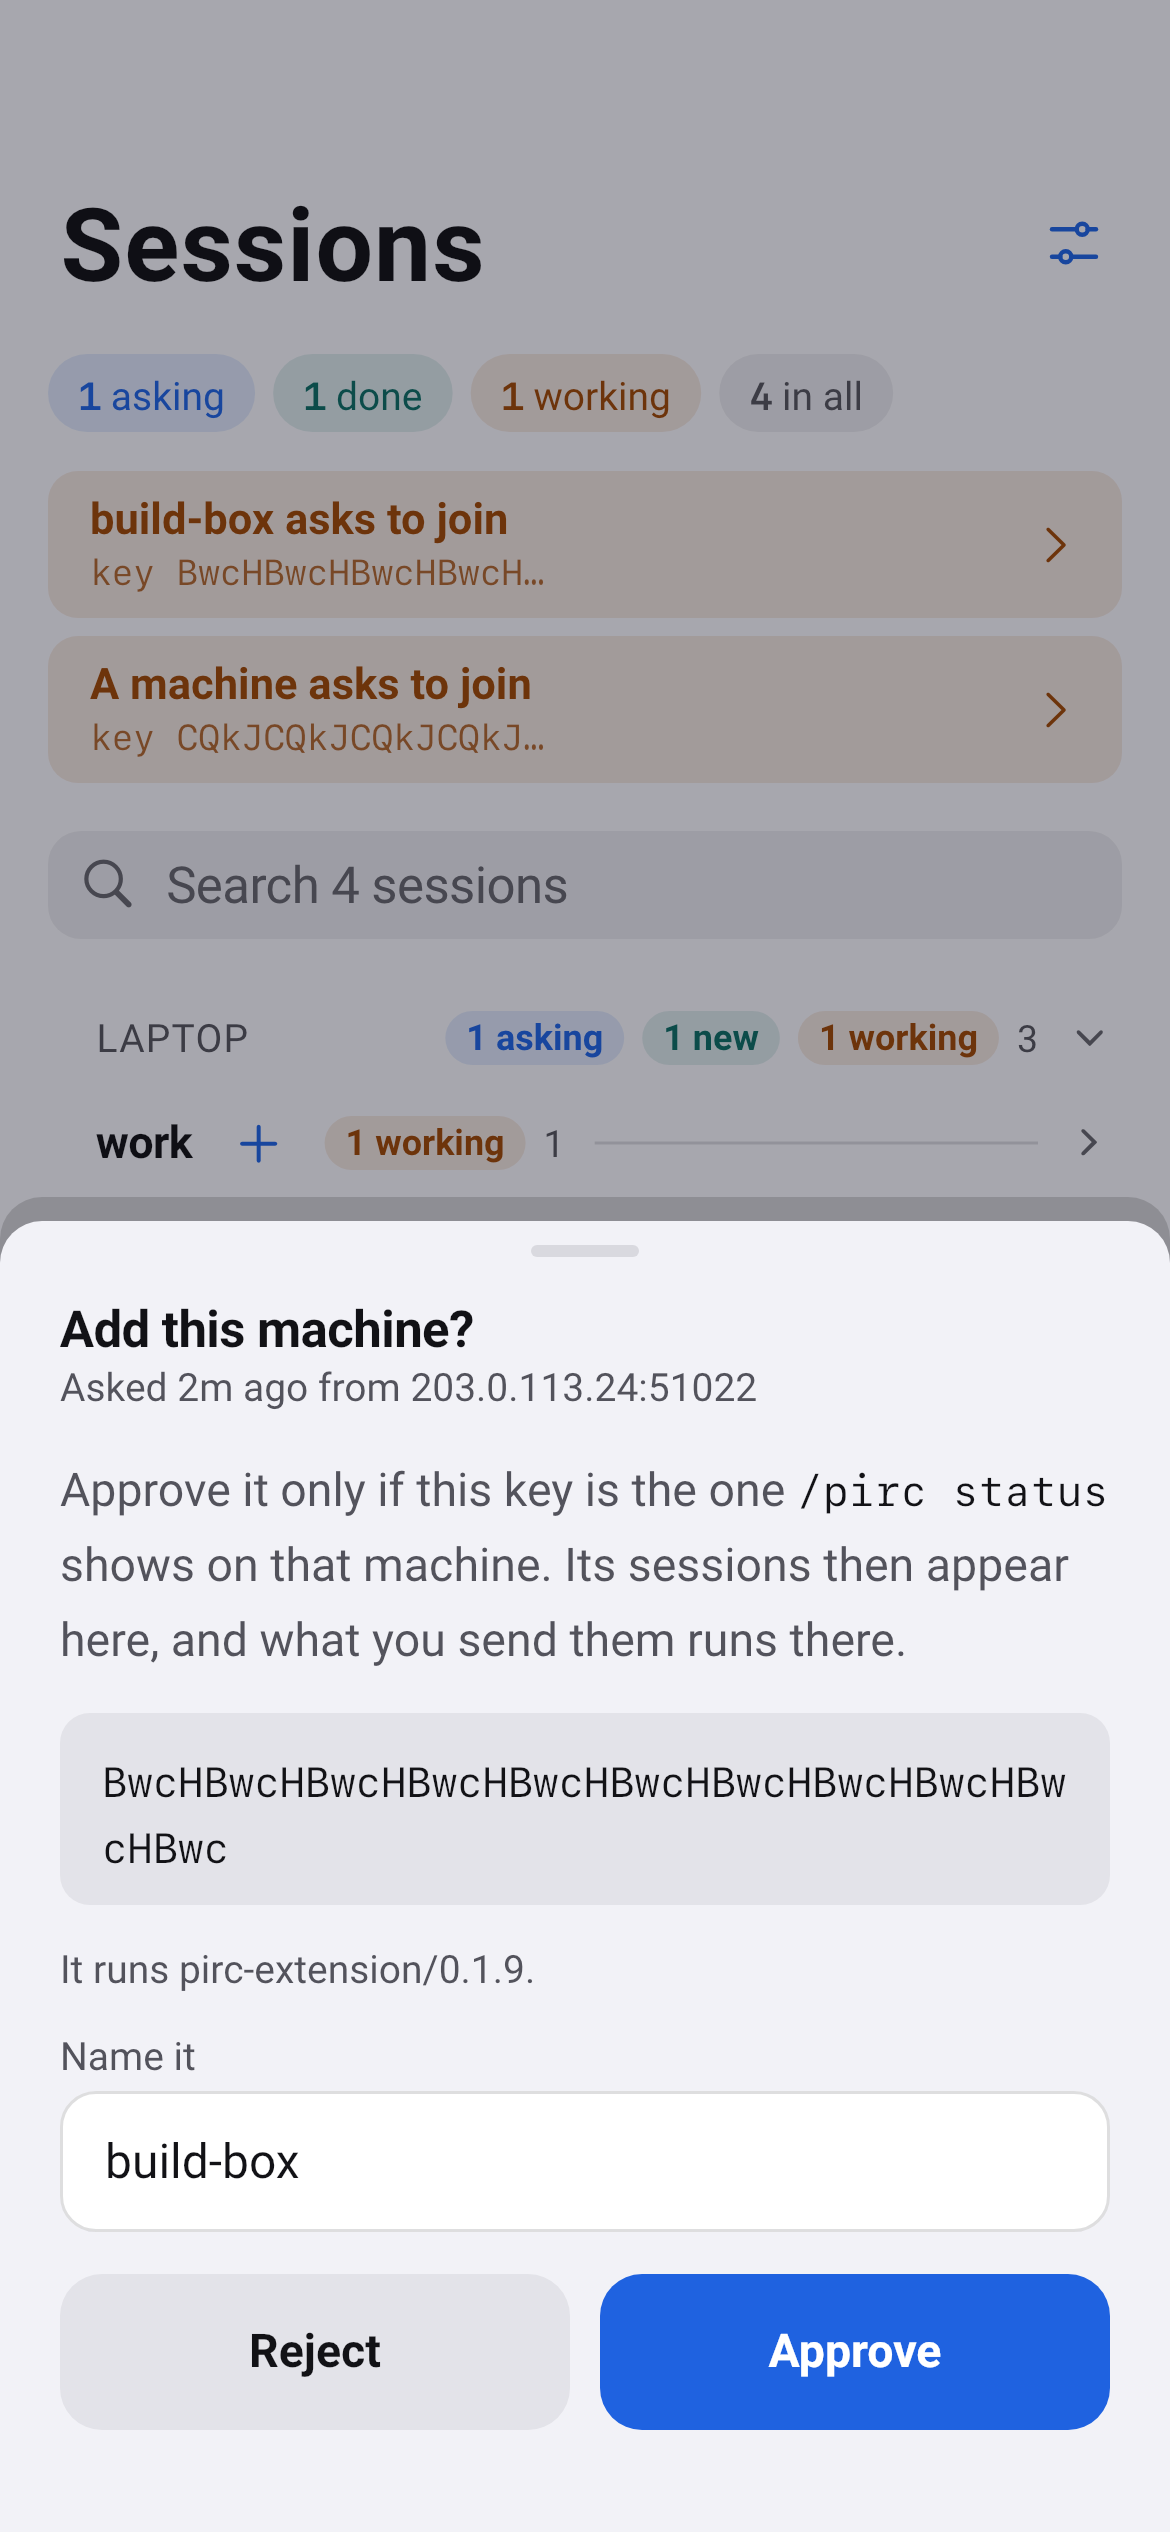 Sessions
1 asking
1 done
1 working
4 in all
build-box asks to join
key BwcHBwcHBwcHBwcH…
A machine asks to join
key CQkJCQkJCQkJCQkJ…
Search 4 sessions
LAPTOP 1 asking 1 new 1 working 3
work 1 working 1
Add this machine?
Asked 2m ago from 203.0.113.24:51022
Approve it only if this key is the one /pirc status
shows on that machine. Its sessions then appear
here, and what you send them runs there.
BwcHBwcHBwcHBwcHBwcHBwcHBwcHBwcHBwcHBw
cHBwc
It runs pirc-extension/0.1.9.
Name it
build-box
Reject
Approve